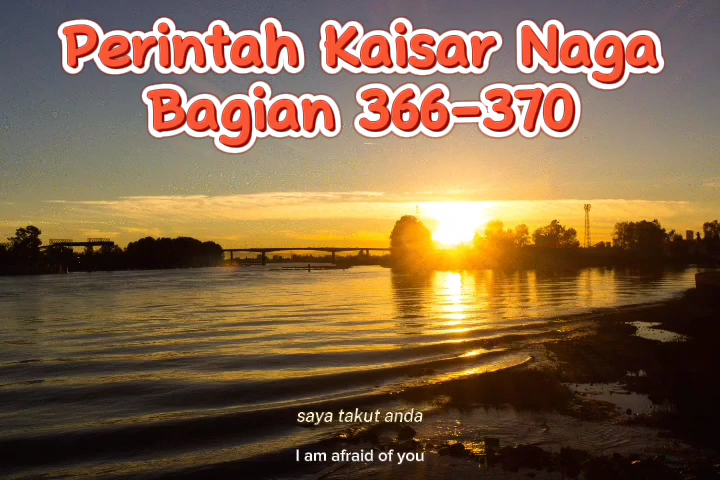 Perintah Kaisar Naga
Bagian 366-370
saya takut anda
I am afraid of you